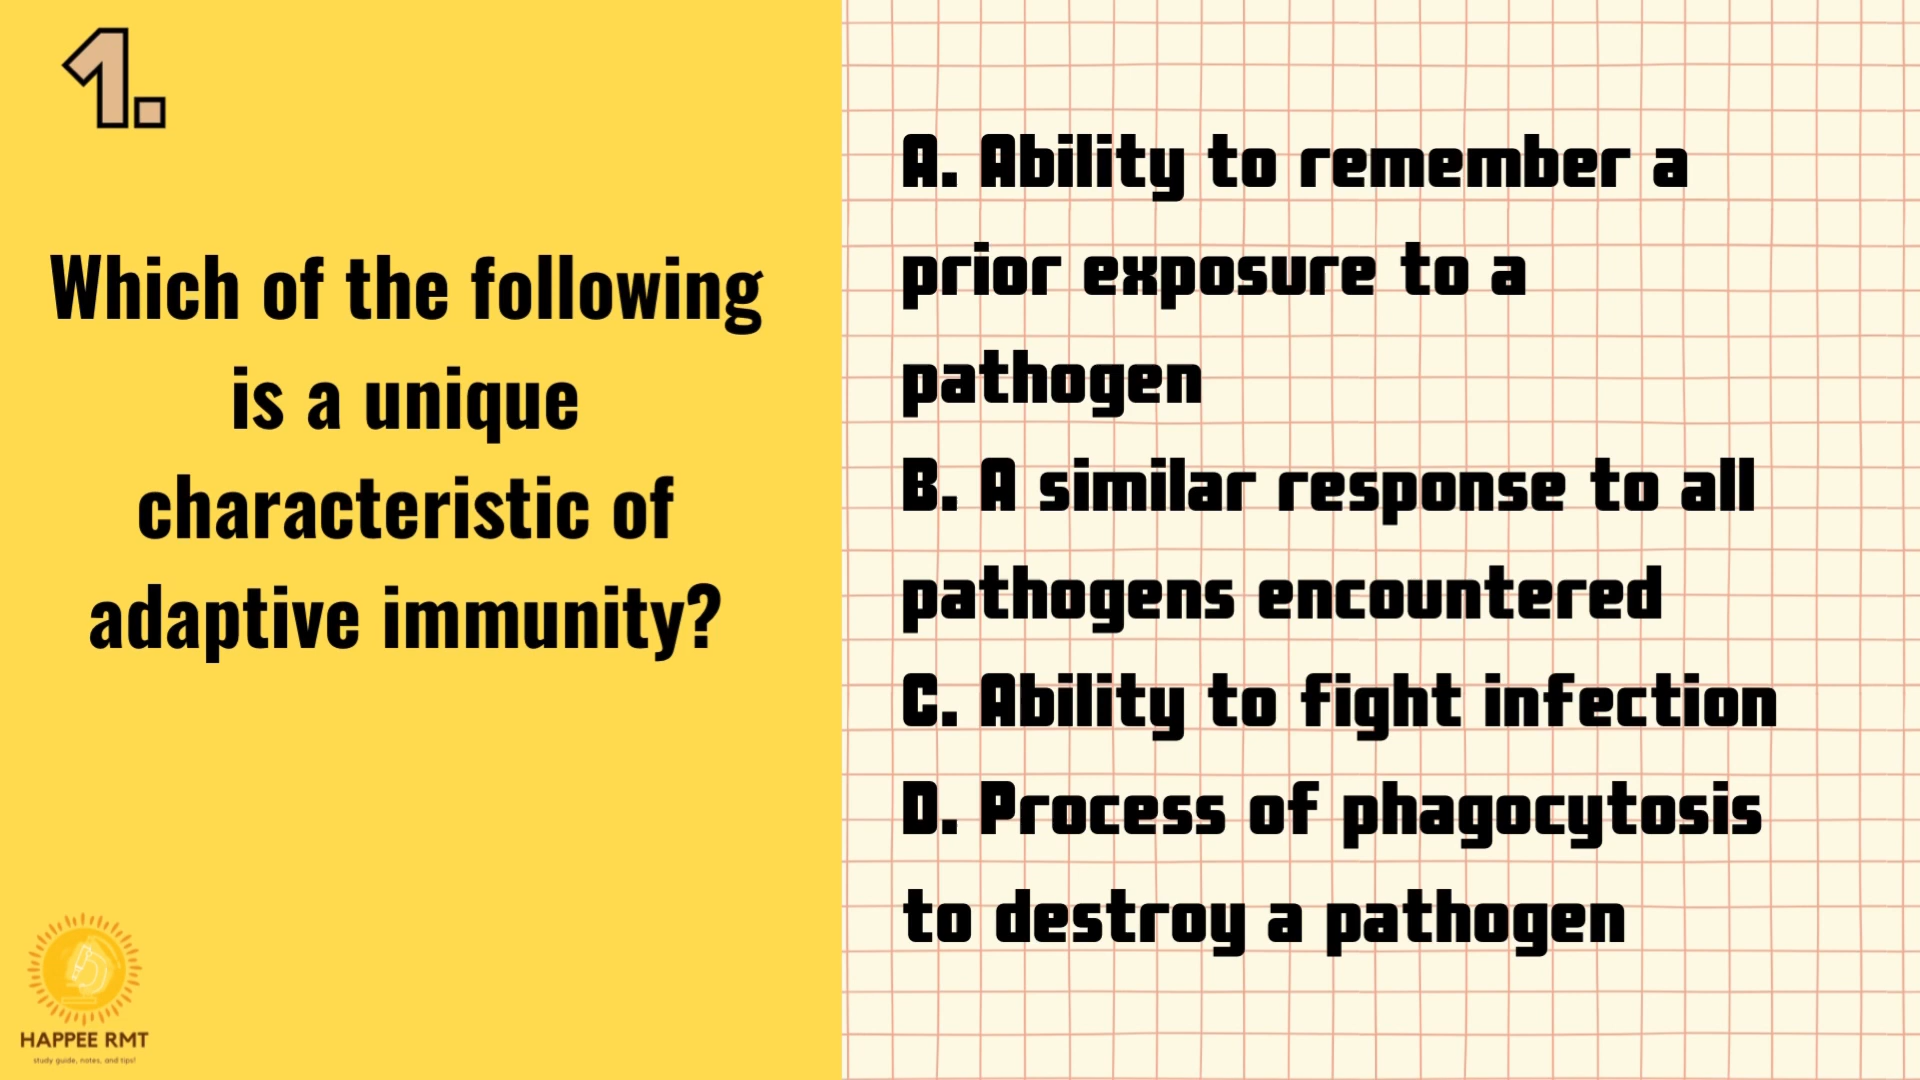 1.
Which of the following
is a unique
characteristic of
adaptive immunity?
A. Ability to remember a
prior exposure to a
pathogen
B. A similar response to all
pathogens encountered
C. Ability to fight infection
D. Process of phagocytosis
to destroy a pathogen
HAPPEE RMT
study guide, notes, and tips!